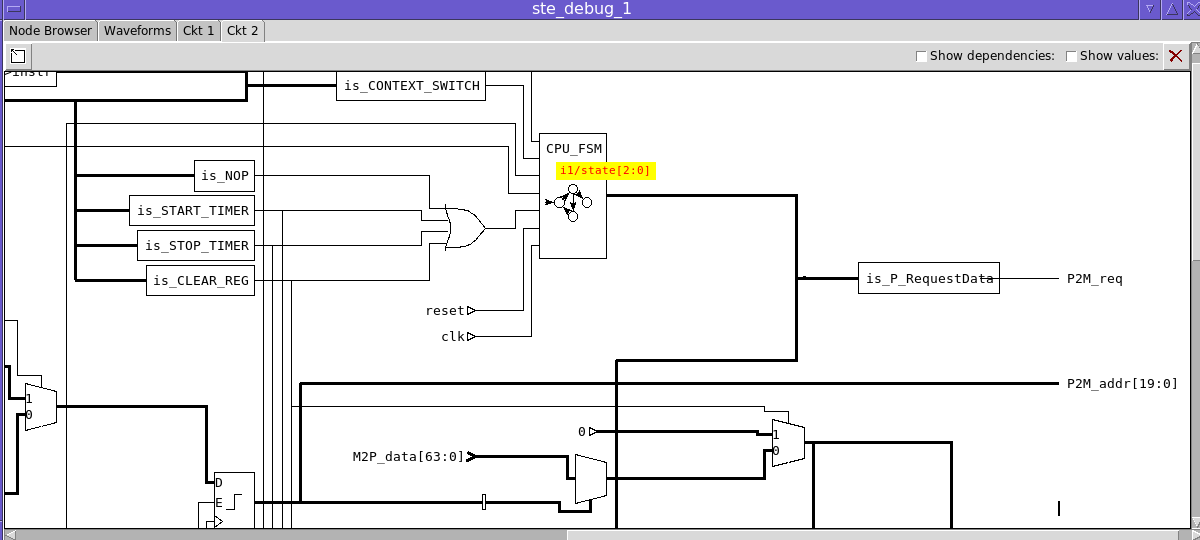 ste_debug_1
Node Browser Waveforms Ckt 1 Ckt 2
Show dependencies: Show values:
>Instr
is_CONTEXT_SWITCH
CPU_FSM
i1/state[2:0]
is_NOP
is_START_TIMER
is_STOP_TIMER
is_CLEAR_REG
is_P_RequestData
P2M_req
reset
clk
P2M_addr[19:0]
1
0
0
1
0
M2P_data[63:0]
D
E